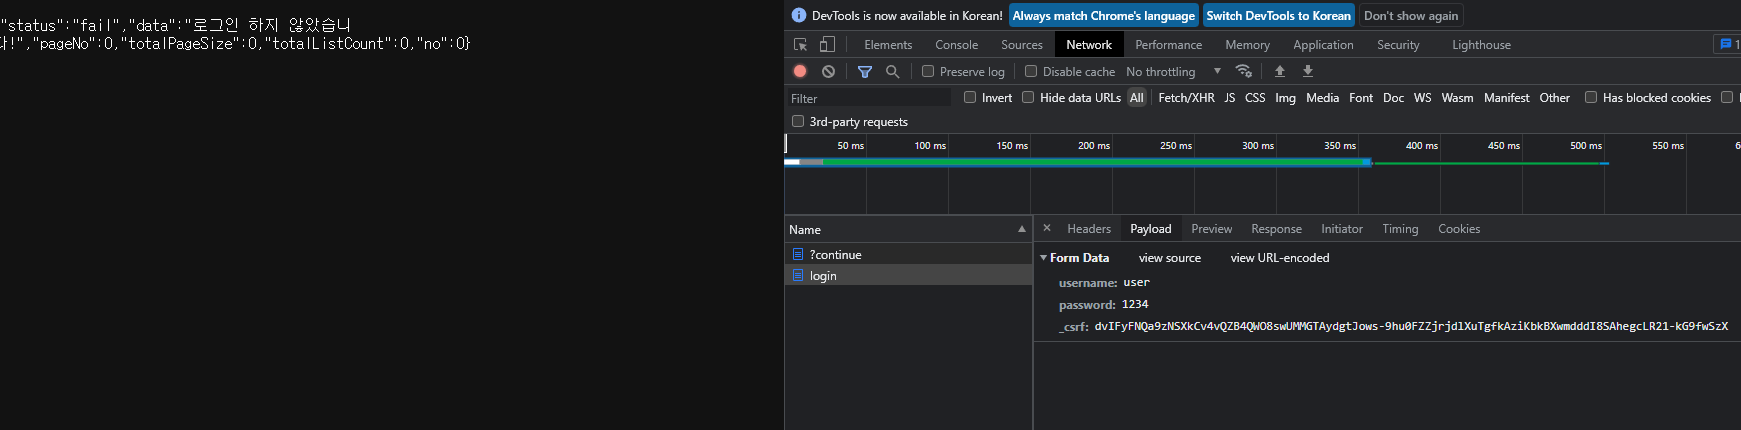 "status":"fail","data":"로그인 하지 않았습니
다!","pageNo":0,"totalPageSize":0,"totalListCount":0,"no":0}
DevTools is now available in Korean! Always match Chrome's language Switch DevTools to Korean Don't show again
Elements Console Sources Network Performance Memory Application Security Lighthouse 1
Preserve log Disable cache No throttling
Filter Invert Hide data URLs All Fetch/XHR JS CSS Img Media Font Doc WS Wasm Manifest Other Has blocked cookies
3rd-party requests
50 ms 100 ms 150 ms 200 ms 250 ms 300 ms 350 ms 400 ms 450 ms 500 ms 550 ms 6
Name
?continue
login
× Headers Payload Preview Response Initiator Timing Cookies
Form Data view source view URL-encoded
username: user
password: 1234
_csrf: dvIFyFNQa9zNSXkCv4vQZB4QWO8swUMMGTAydgtJows-9hu0FZZjrjdlXuTgfkAziKbkBXwmdddI8SAhegcLR21-kG9fwSzX